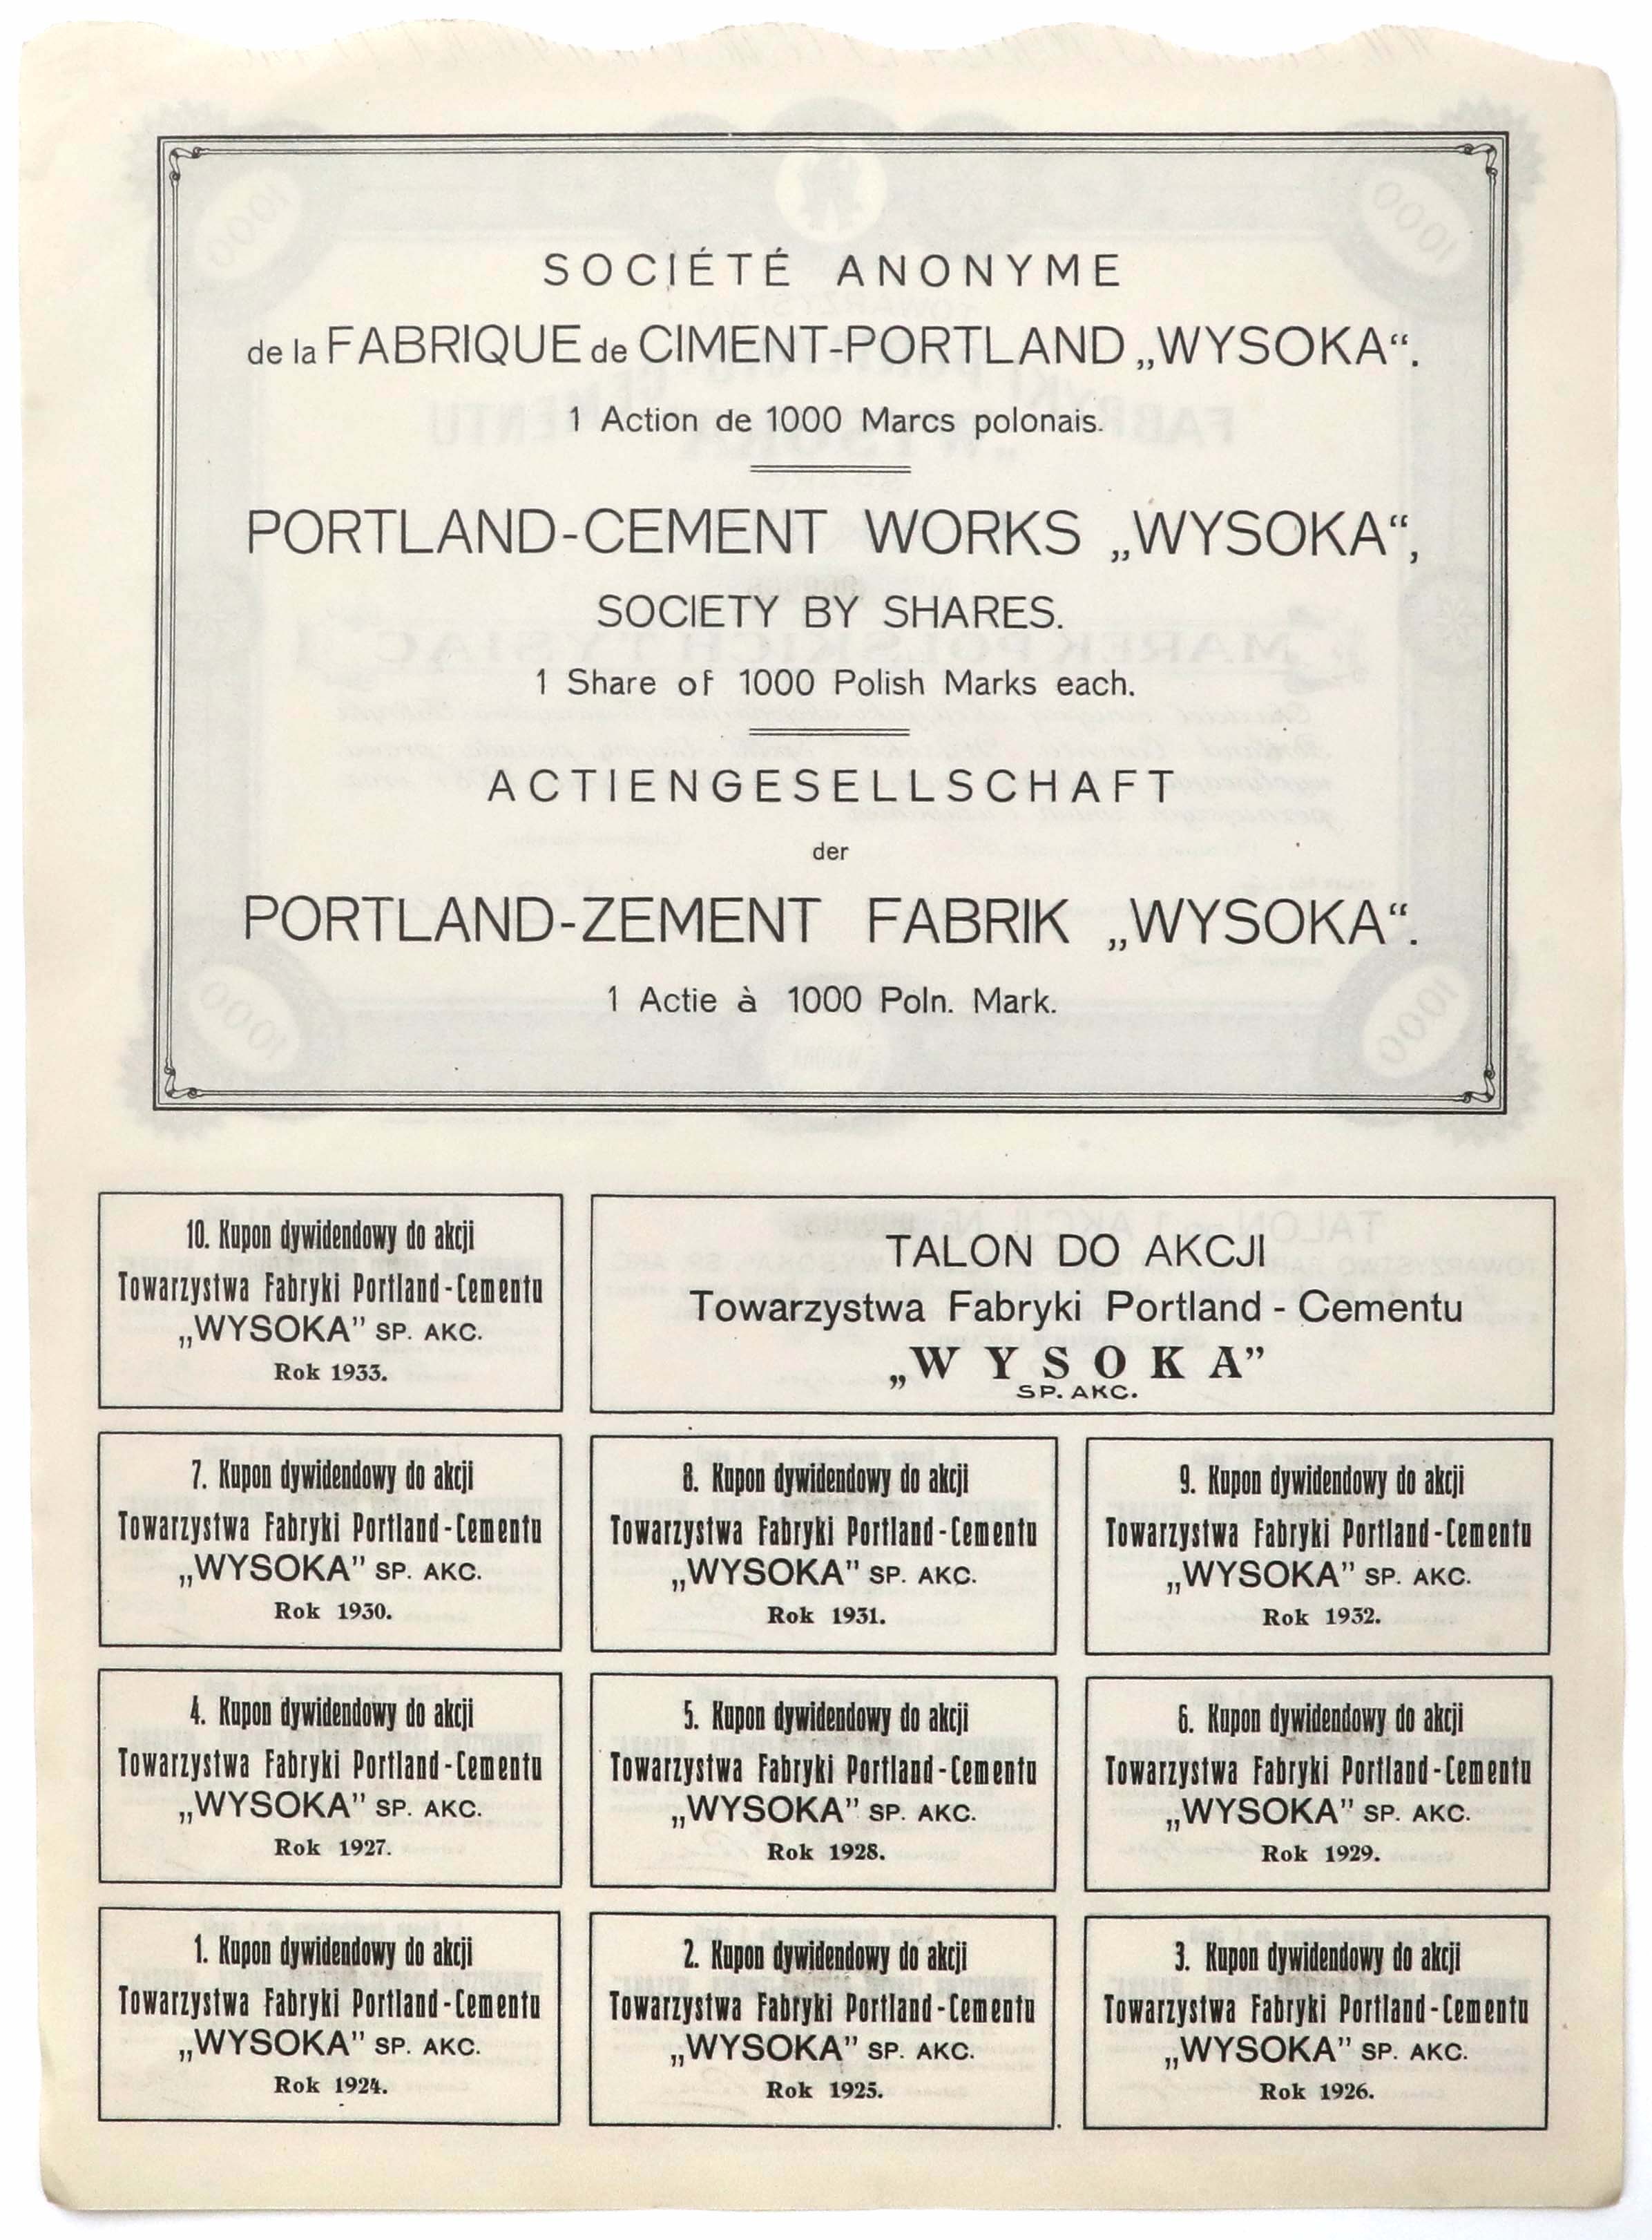 SOCIÉTÉ ANONYME
de la FABRIQUE de CIMENT-PORTLAND „WYSOKA“.
1 Action de 1000 Marcs polonais.
PORTLAND-CEMENT WORKS „WYSOKA“,
SOCIETY BY SHARES.
1 Share of 1000 Polish Marks each.
ACTIENGESELLSCHAFT
der
PORTLAND-ZEMENT FABRIK „WYSOKA“.
1 Actie à 1000 Poln. Mark.
10. Kupon dywidendowy do akcji
Towarzystwa Fabryki Portland-Cementu
„WYSOKA” SP. AKC.
Rok 1933.
TALON DO AKCJI
Towarzystwa Fabryki Portland - Cementu
„WYSOKA”
SP. AKC.
7. Kupon dywidendowy do akcji
Towarzystwa Fabryki Portland-Cementu
„WYSOKA” SP. AKC.
Rok 1930.
8. Kupon dywidendowy do akcji
Towarzystwa Fabryki Portland-Cementu
„WYSOKA” SP. AKC.
Rok 1931.
9. Kupon dywidendowy do akcji
Towarzystwa Fabryki Portland-Cementu
„WYSOKA” SP. AKC.
Rok 1932.
4. Kupon dywidendowy do akcji
Towarzystwa Fabryki Portland-Cementu
„WYSOKA” SP. AKC.
Rok 1927.
5. Kupon dywidendowy do akcji
Towarzystwa Fabryki Portland-Cementu
„WYSOKA” SP. AKC.
Rok 1928.
6. Kupon dywidendowy do akcji
Towarzystwa Fabryki Portland-Cementu
„WYSOKA” SP. AKC.
Rok 1929.
1. Kupon dywidendowy do akcji
Towarzystwa Fabryki Portland-Cementu
„WYSOKA” SP. AKC.
Rok 1924.
2. Kupon dywidendowy do akcji
Towarzystwa Fabryki Portland-Cementu
„WYSOKA” SP. AKC.
Rok 1925.
3. Kupon dywidendowy do akcji
Towarzystwa Fabryki Portland-Cementu
„WYSOKA” SP. AKC.
Rok 1926.